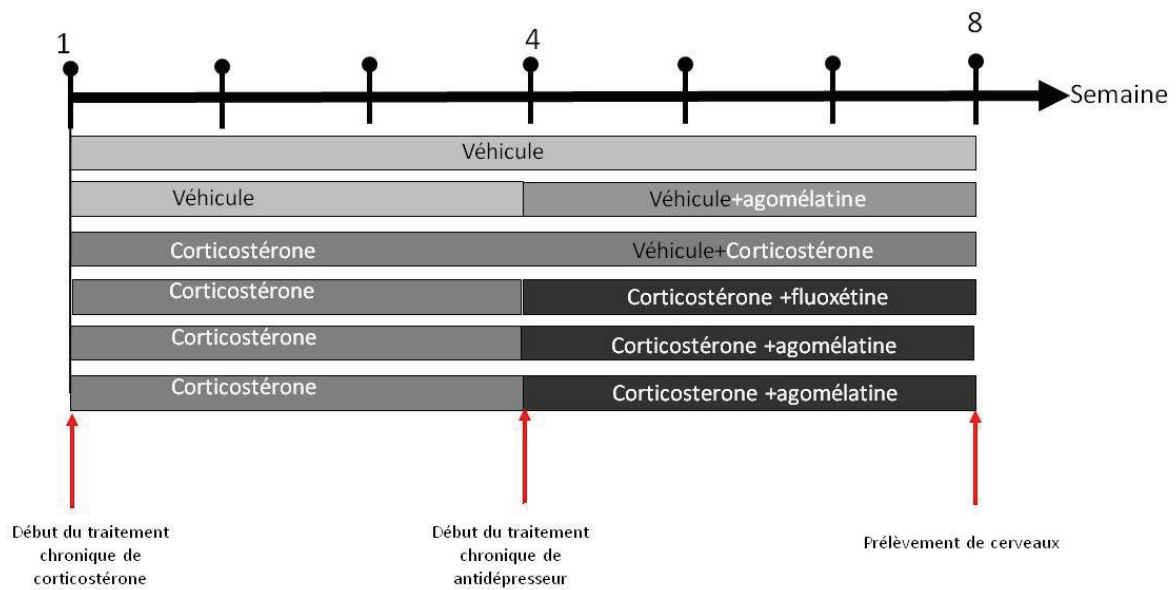 1
4
8
Semaine
Véhicule
Véhicule
Véhicule+agomélatine
Corticostérone
Véhicule+Corticostérone
Corticostérone
Corticostérone +fluoxétine
Corticostérone
Corticostérone +agomélatine
Corticostérone
Corticosterone +agomélatine
Début du traitement
chronique de
corticostérone
Début du traitement
chronique de
antidépresseur
Prélèvement de cerveaux